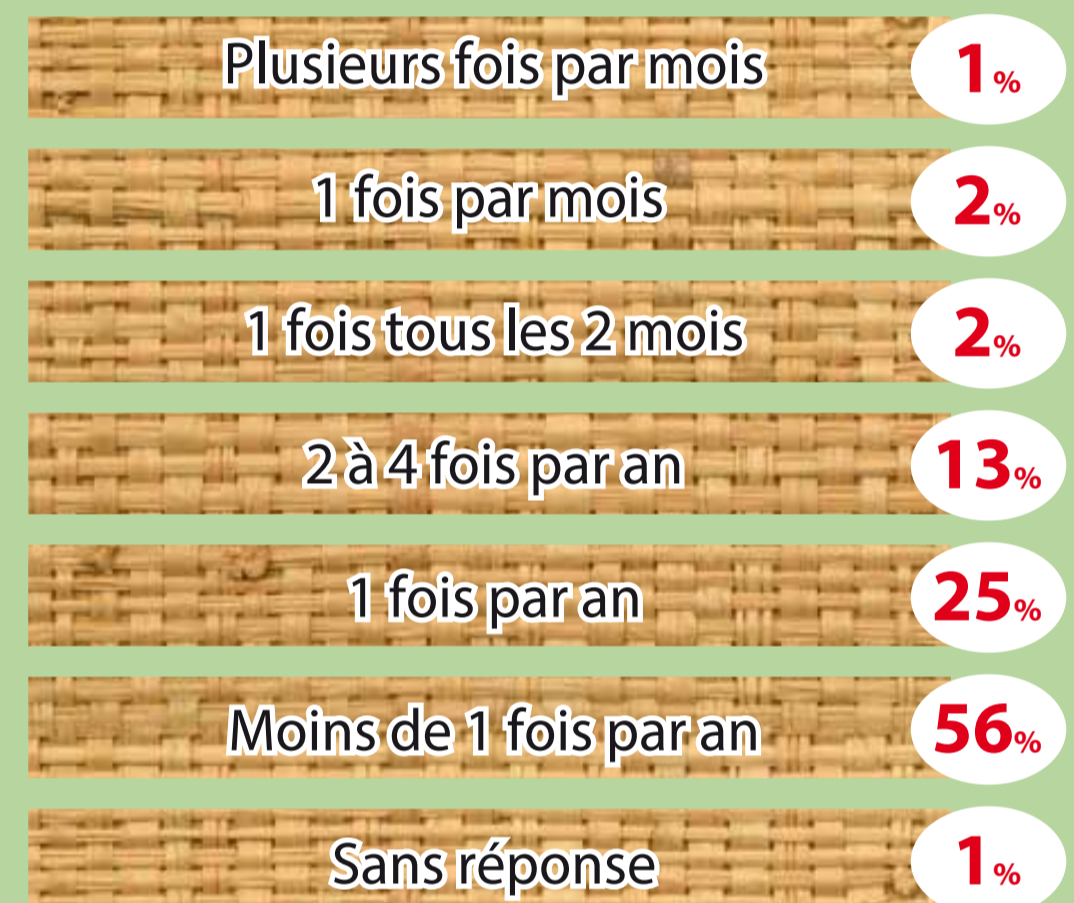 Plusieurs fois par mois 1%
1 fois par mois 2%
1 fois tous les 2 mois 2%
2 à 4 fois par an 13%
1 fois par an 25%
Moins de 1 fois par an 56%
Sans réponse 1%